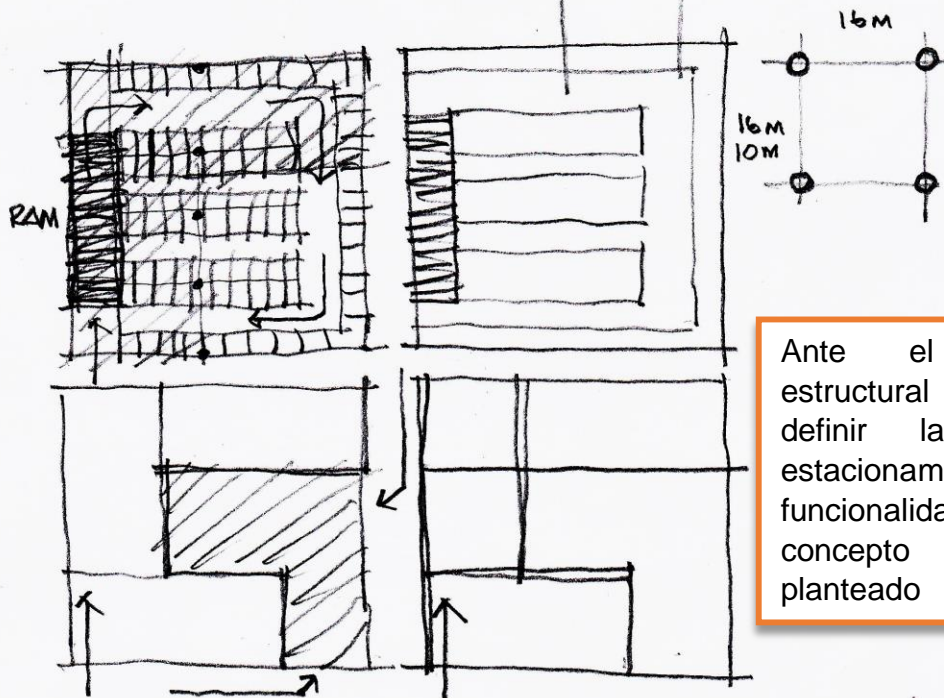 16M
16M
10M
RAM
Ante el
estructural
definir la
estacionam
funcionalida
concepto
planteado